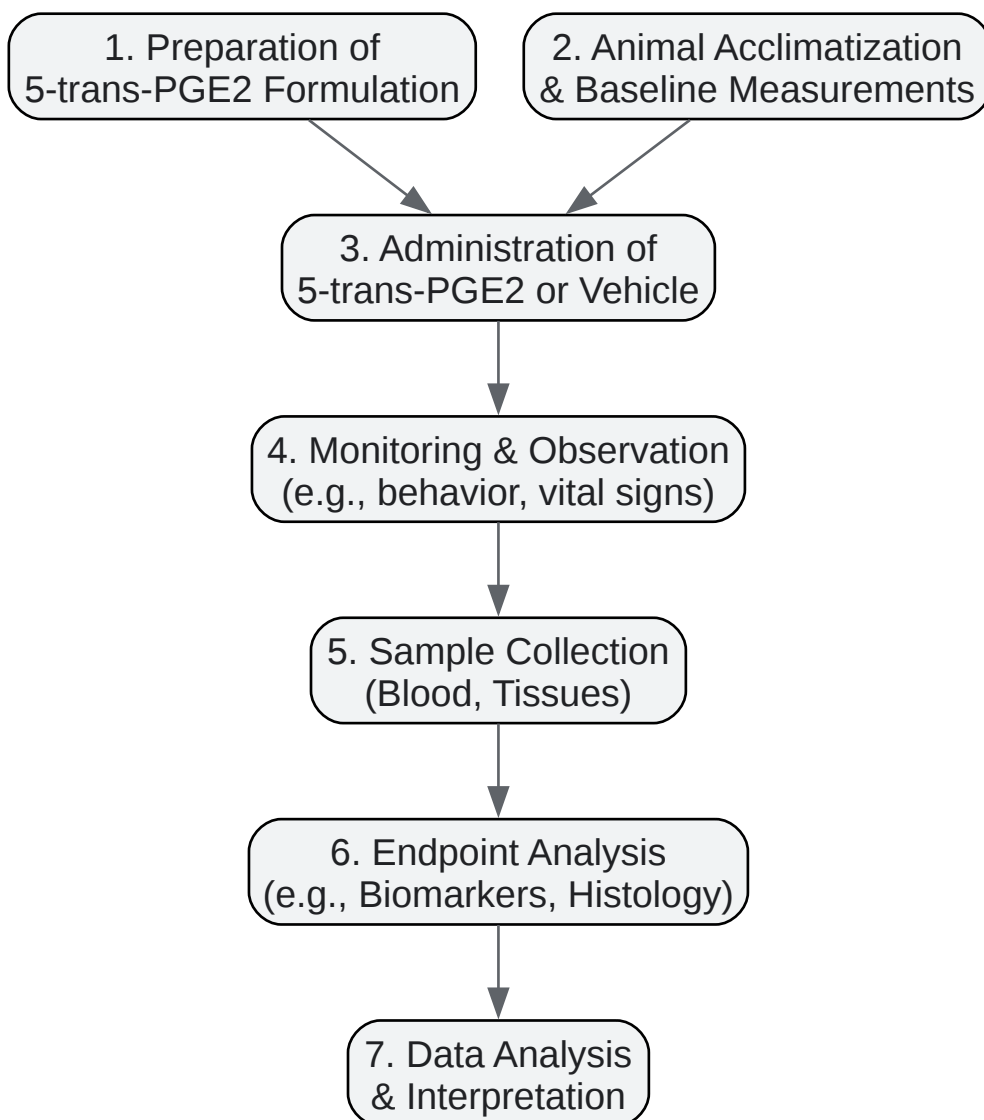 1. Preparation of
5-trans-PGE2 Formulation
2. Animal Acclimatization
& Baseline Measurements
3. Administration of
5-trans-PGE2 or Vehicle
4. Monitoring & Observation
(e.g., behavior, vital signs)
5. Sample Collection
(Blood, Tissues)
6. Endpoint Analysis
(e.g., Biomarkers, Histology)
7. Data Analysis
& Interpretation